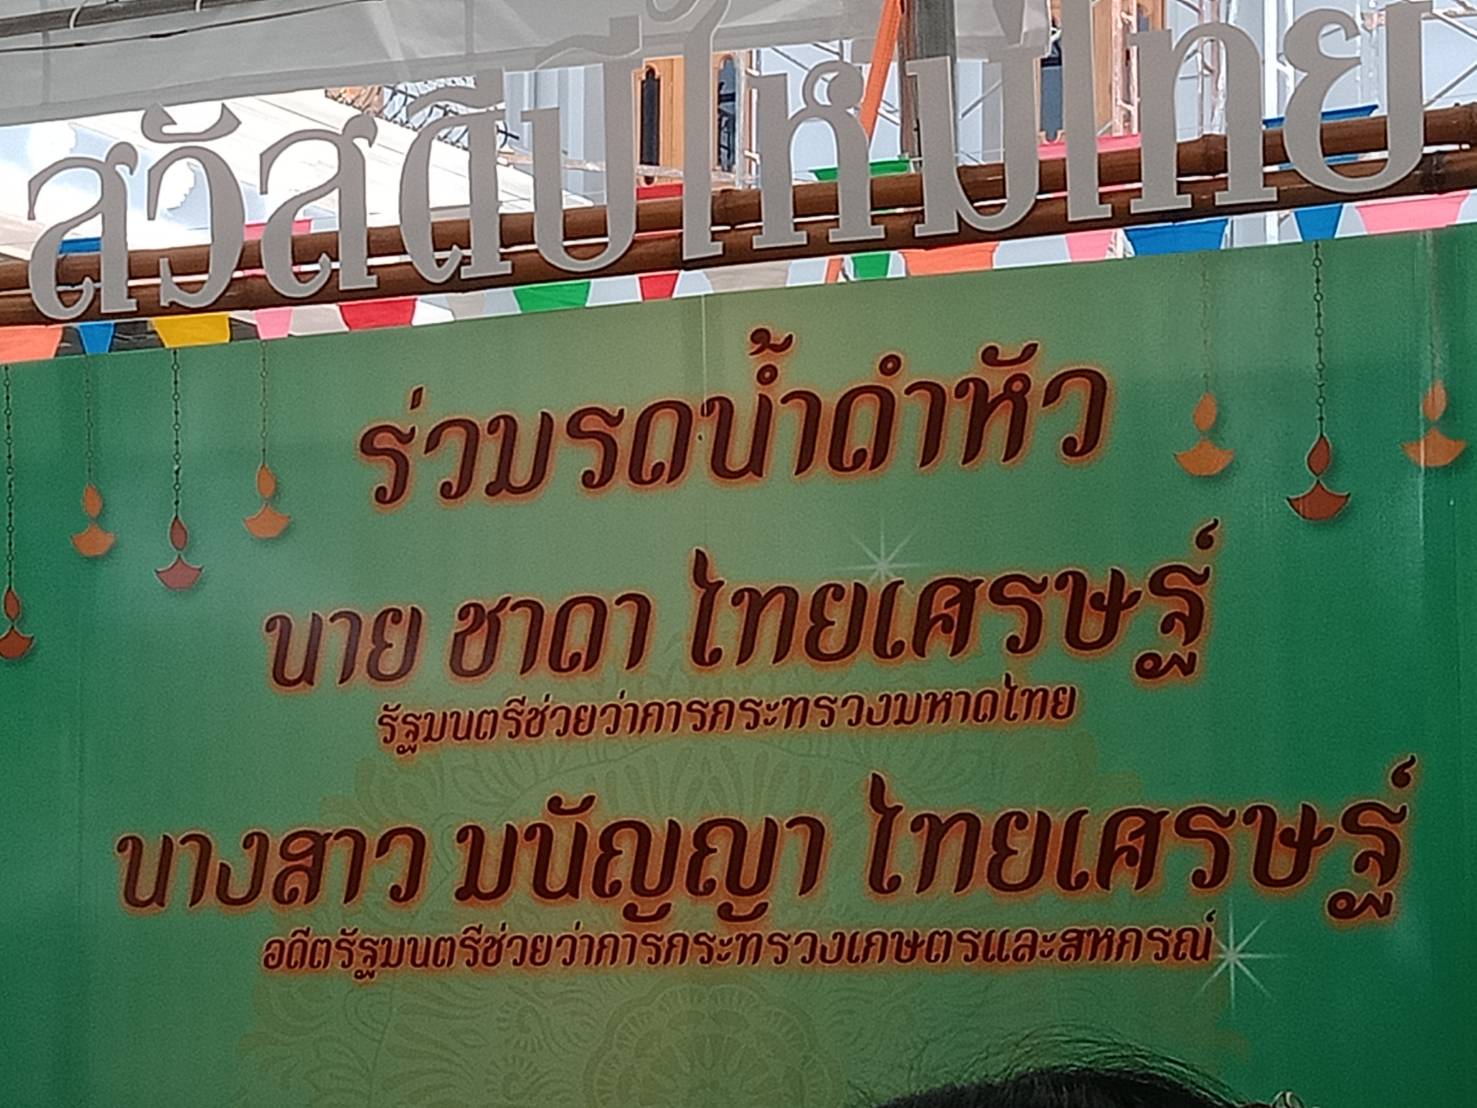 สวัสดีปีใหม่ไทย
ร่วมรดน้ำดำหัว
นาย ชาดา ไทยเศรษฐ์
รัฐมนตรีช่วยว่าการกระทรวงมหาดไทย
นางสาว มนัญญา ไทยเศรษฐ์
อดีตรัฐมนตรีช่วยว่าการกระทรวงเกษตรและสหกรณ์